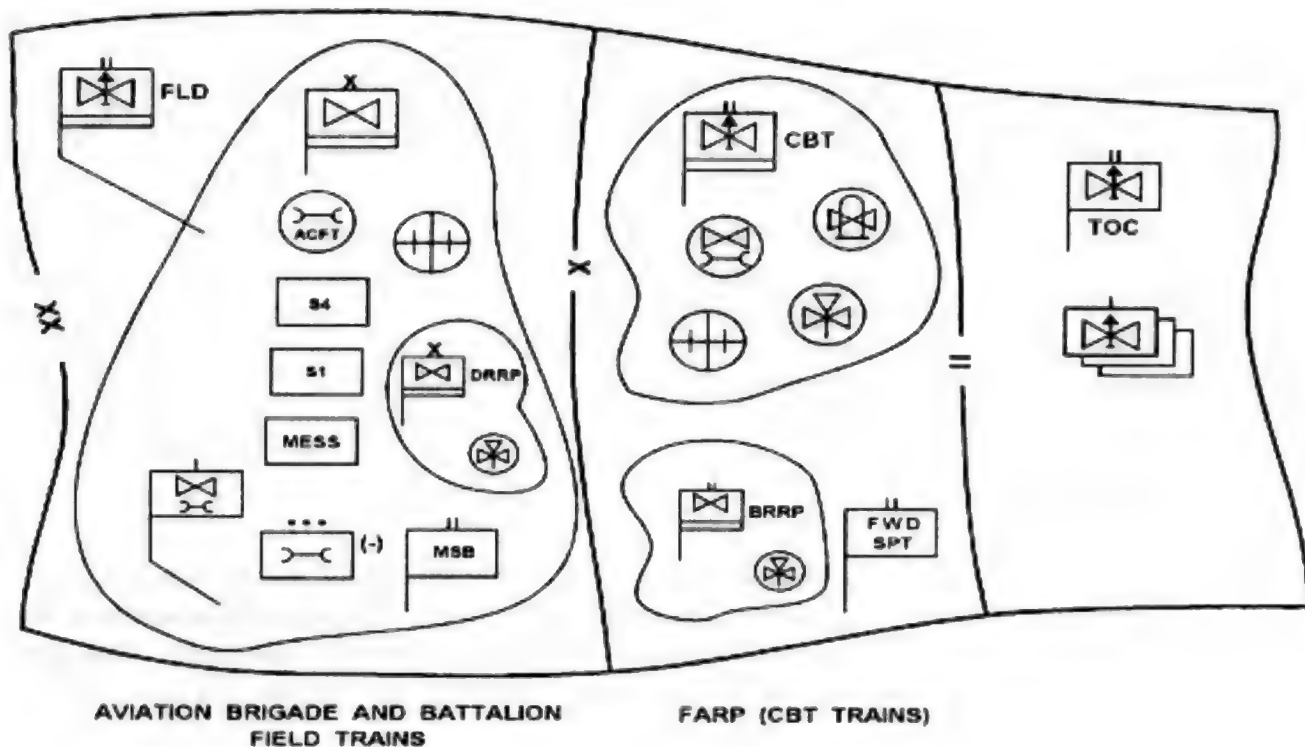 FLD
ACFT
S4
S1
MESS
DRRP
(-)
MSB
XX
X
CBT
BRRP
FWD
SPT
TOC
AVIATION BRIGADE AND BATTALION
FIELD TRAINS
FARP (CBT TRAINS)